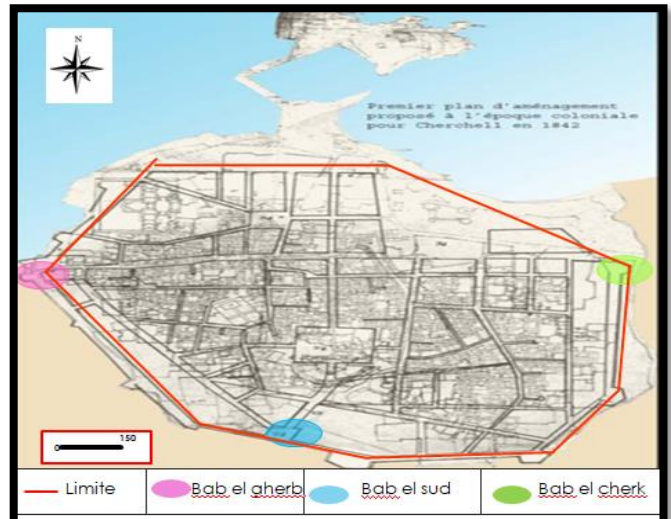 N
Premier plan d'aménagement
proposé à l'époque coloniale
pour Cherchell en 1842
0 150
Limite Bab el gherb Bab el sud Bab el cherk